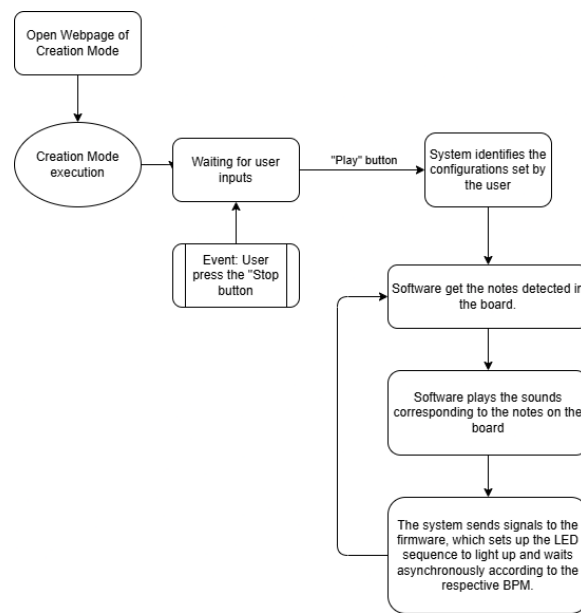 Open Webpage of
Creation Mode
Creation Mode
execution
Waiting for user
inputs
"Play" button
System identifies the
configurations set by
the user
Event: User
press the "Stop
button
Software get the notes detected in
the board.
Software plays the sounds
corresponding to the notes on the
board
The system sends signals to the
firmware, which sets up the LED
sequence to light up and waits
asynchronously according to the
respective BPM.